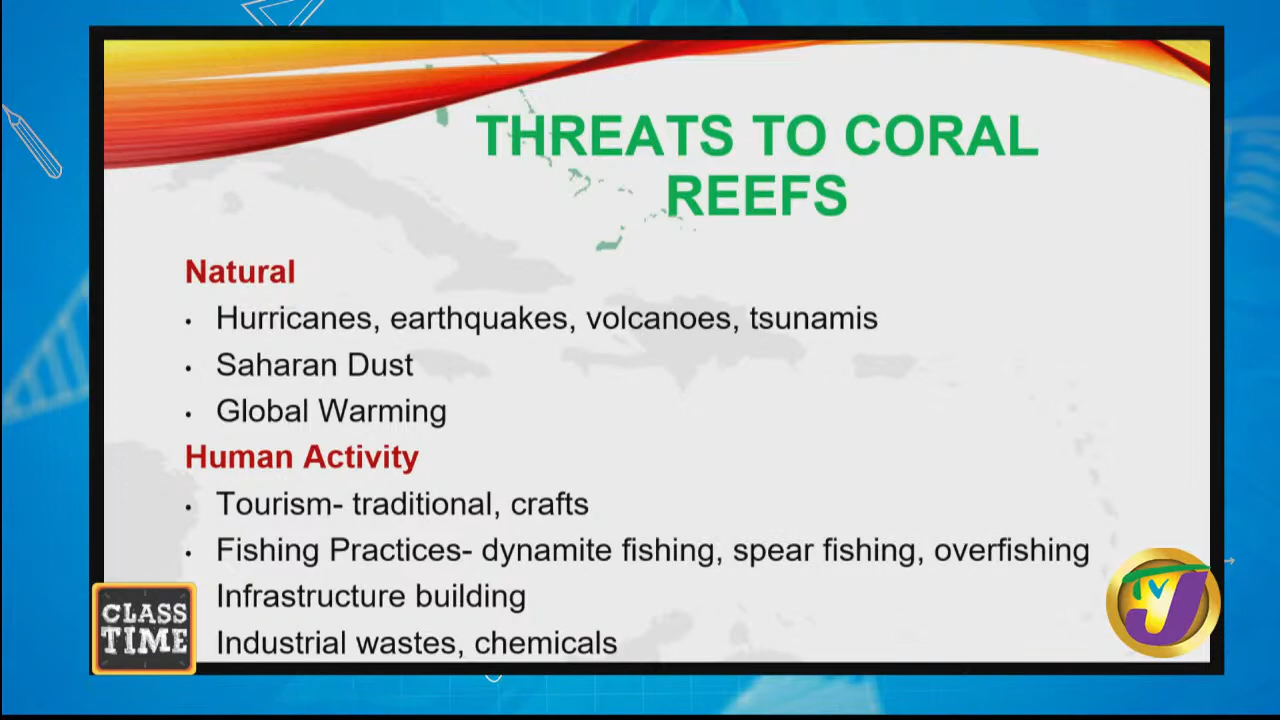 THREATS TO CORAL
REEFS
Natural
• Hurricanes, earthquakes, volcanoes, tsunamis
• Saharan Dust
• Global Warming
Human Activity
• Tourism- traditional, crafts
• Fishing Practices- dynamite fishing, spear fishing, overfishing
Infrastructure building
Industrial wastes, chemicals
CLASS
TIME
TVJ